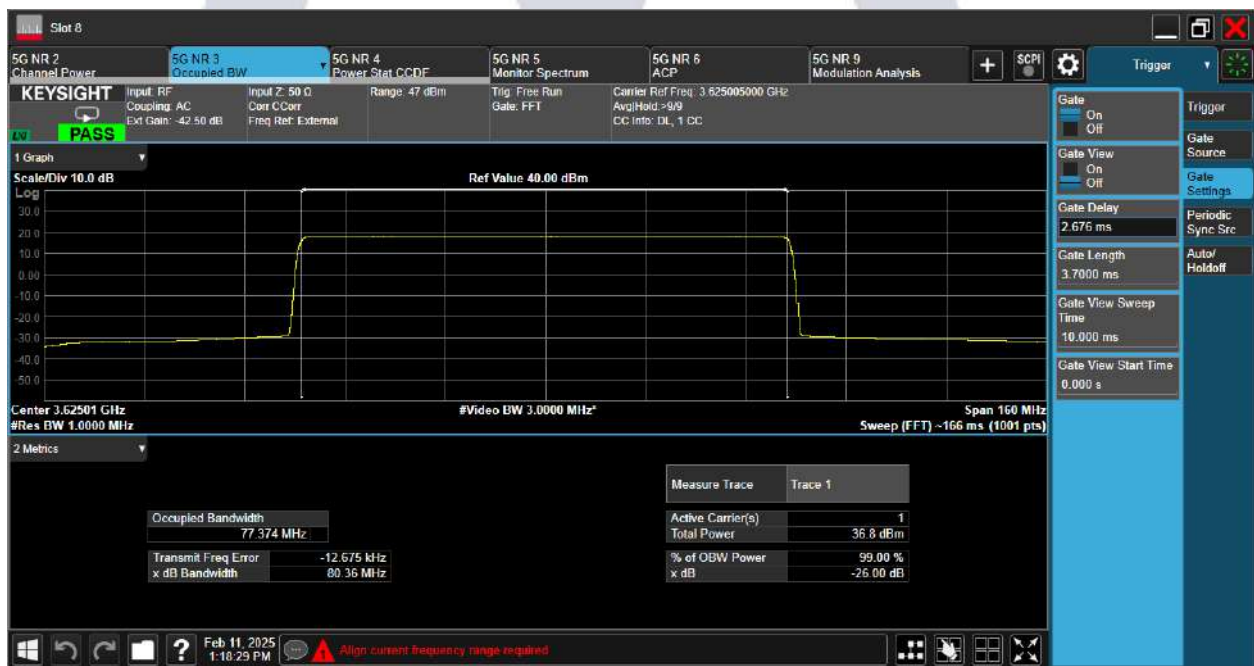 Slot 8
5G NR 2 Channel Power
5G NR 3 Occupied BW
5G NR 4 Power Stat CCDF
5G NR 5 Monitor Spectrum
5G NR 6 ACP
5G NR 9 Modulation Analysis
+
SCPI
Trigger
KEYSIGHT
Input: RF
Coupling: AC
Ext Gain: -42.50 dB
Input Z: 50 Ω
Corr CCorr
Freq Ref: External
Range: 47 dBm
Trig: Free Run
Gate: FFT
Carrier Ref Freq: 3.625005000 GHz
Avg|Hold:>9/9
CC Info: DL, 1 CC
PASS
1 Graph
Scale/Div 10.0 dB
Ref Value 40.00 dBm
Log
30.0
20.0
10.0
0.00
-10.0
-20.0
-30.0
-40.0
-50.0
Center 3.62501 GHz
#Video BW 3.0000 MHz*
Span 160 MHz
#Res BW 1.0000 MHz
Sweep (FFT) ~166 ms (1001 pts)
2 Metrics
Measure Trace Trace 1
Occupied Bandwidth
77.374 MHz
Active Carrier(s) 1
Total Power 36.8 dBm
Transmit Freq Error -12.675 kHz
% of OBW Power 99.00 %
x dB Bandwidth 80.36 MHz
x dB -26.00 dB
Gate
On
Off
Gate View
On
Off
Gate Delay
2.676 ms
Gate Length
3.7000 ms
Gate View Sweep
Time
10.000 ms
Gate View Start Time
0.000 s
Trigger
Gate
Source
Gate
Settings
Periodic
Sync Src
Auto/
Holdoff
?
Feb 11, 2025
1:18:29 PM
Align current frequency range required